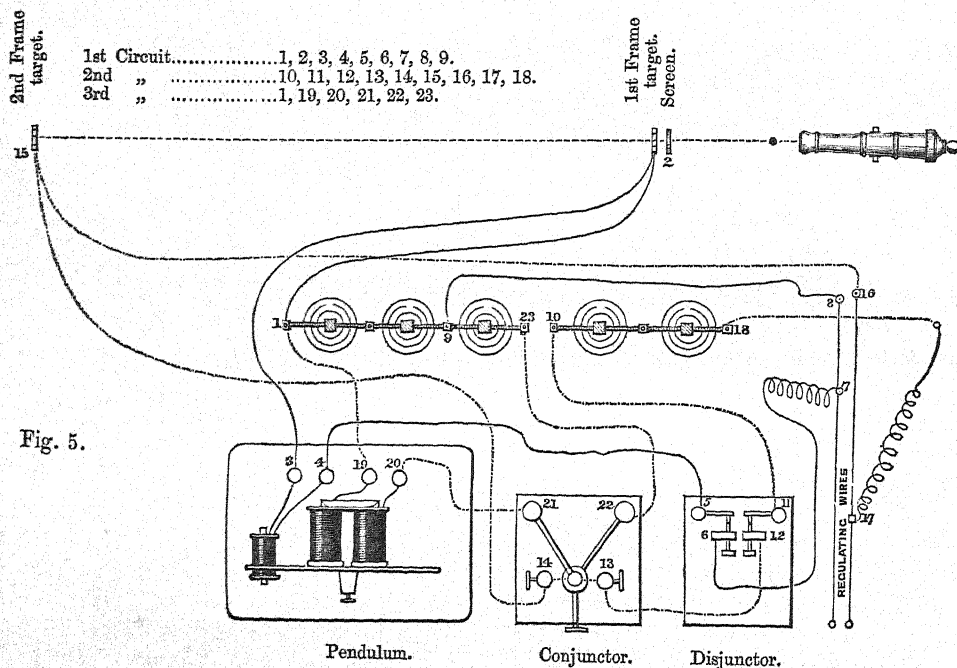 2nd Frame
target.
1st Circuit..................1, 2, 3, 4, 5, 6, 7, 8, 9.
2nd „ ..................10, 11, 12, 13, 14, 15, 16, 17, 18.
3rd „ ..................1, 19, 20, 21, 22, 23.
1st Frame
target.
Screen.
15
2
8
16
1
9
23
10
18
7
Fig. 5.
3
4
19
20
21
22
5
11
6
12
17
14
13
REGULATING WIRES
Pendulum.
Conjunctor.
Disjunctor.